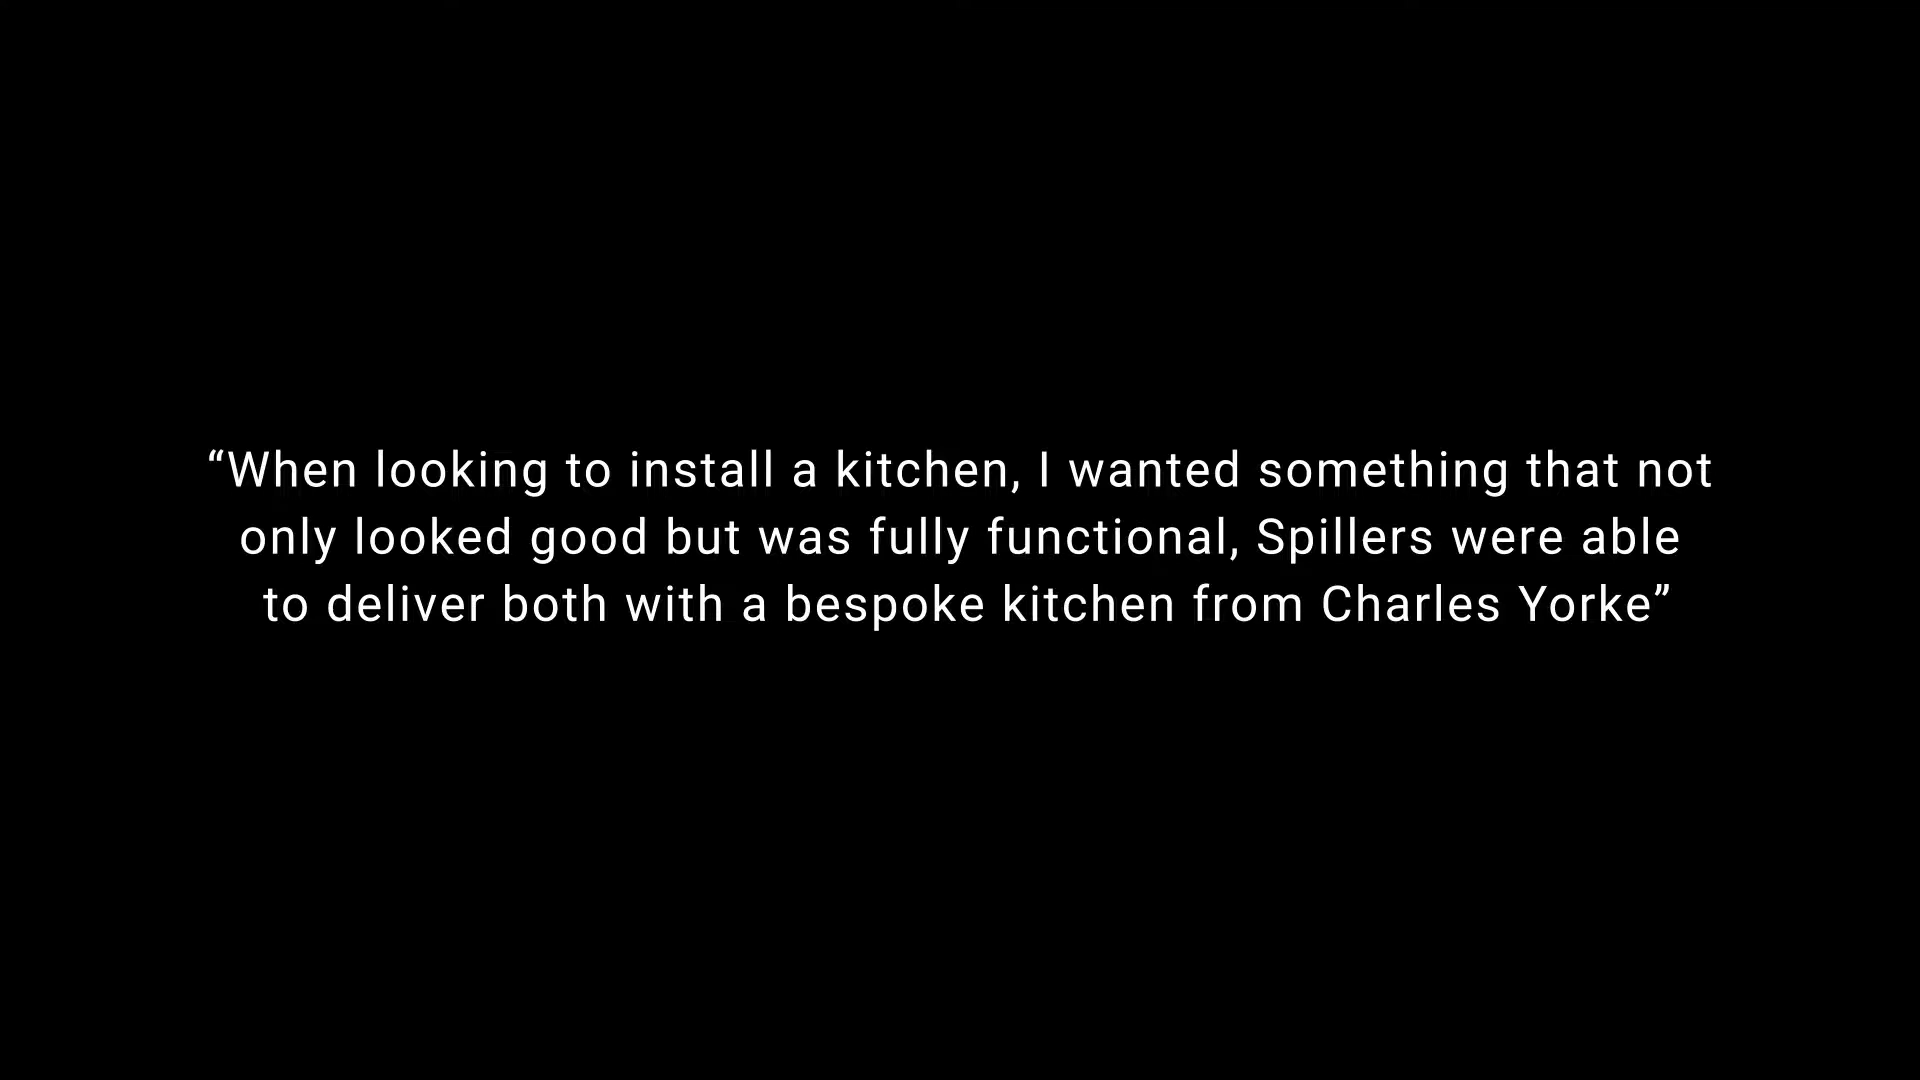 “When looking to install a kitchen, I wanted something that not
only looked good but was fully functional, Spillers were able
to deliver both with a bespoke kitchen from Charles Yorke”